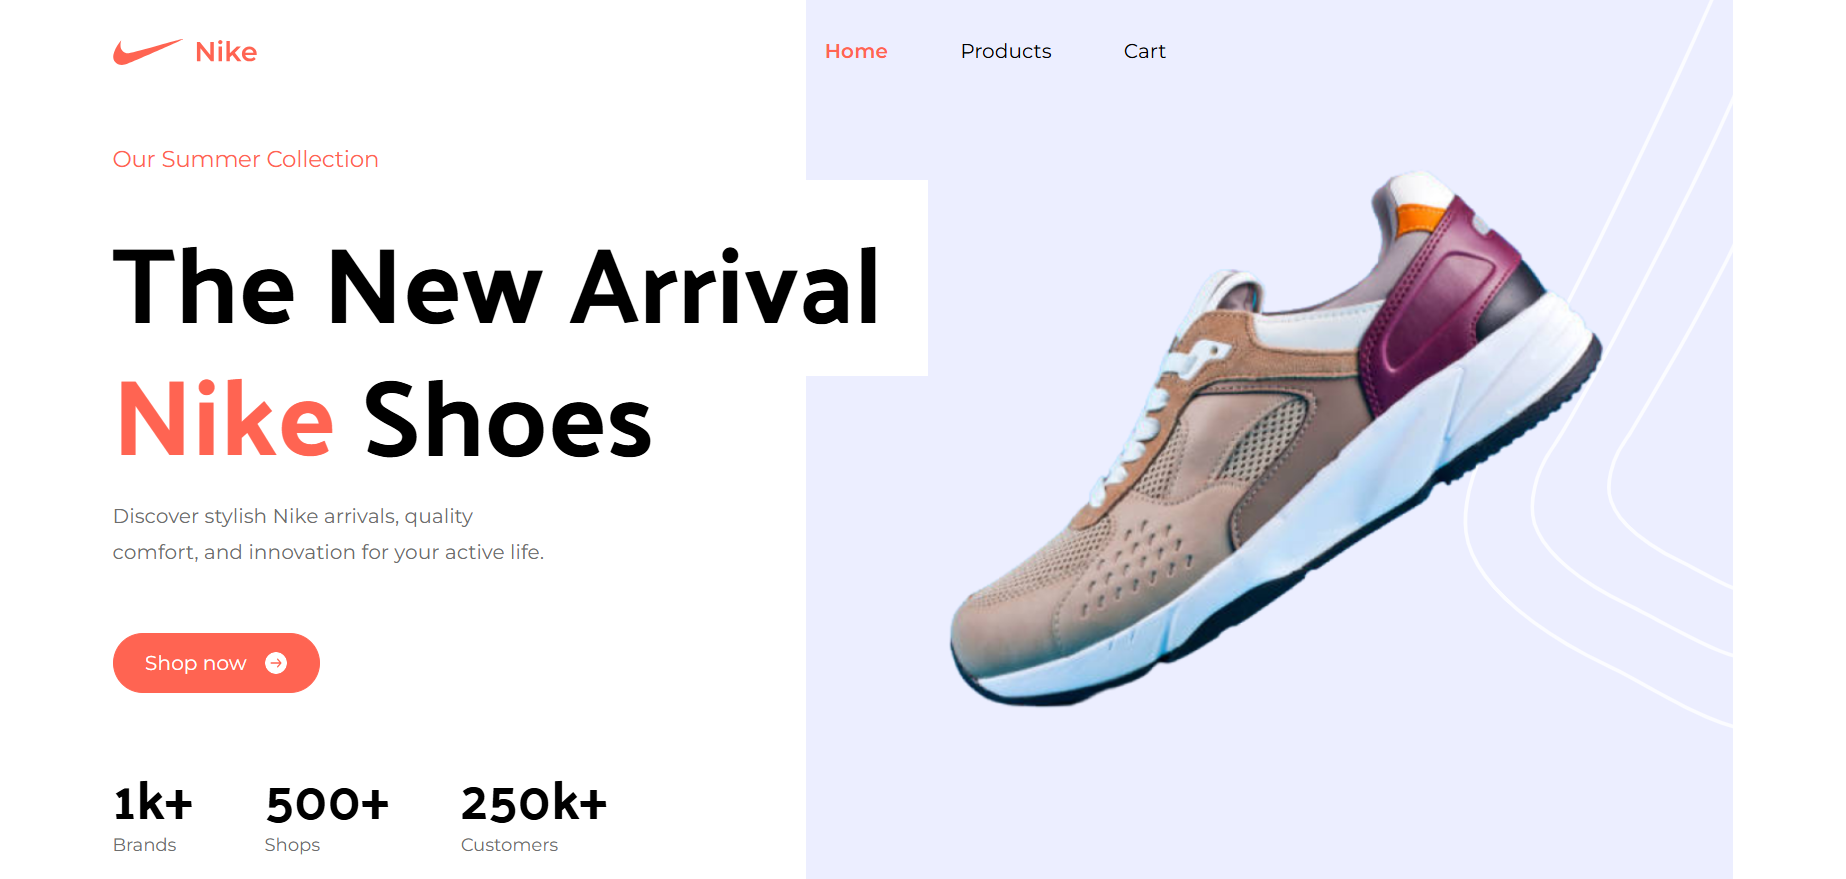 Nike
Home Products Cart
Our Summer Collection
The New Arrival
Nike Shoes
Discover stylish Nike arrivals, quality
comfort, and innovation for your active life.
Shop now
1k+ 500+ 250k+
Brands Shops Customers